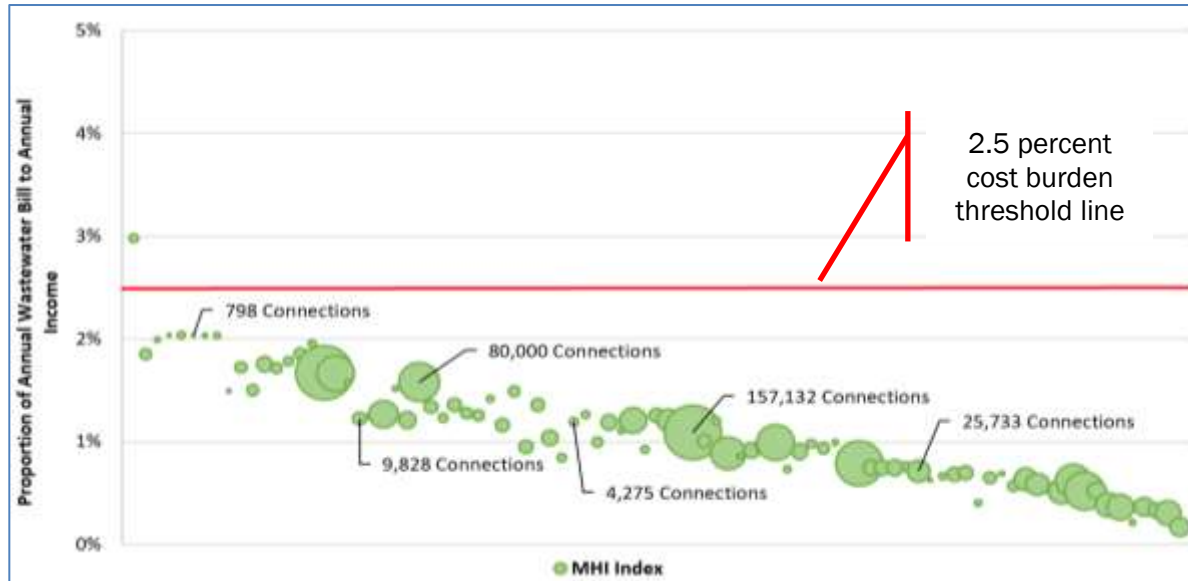 5%
4%
3%
2%
1%
0%
Proportion of Annual Wastewater Bill to Annual
Income
2.5 percent
cost burden
threshold line
798 Connections
80,000 Connections
157,132 Connections
25,733 Connections
9,828 Connections
4,275 Connections
MHI Index